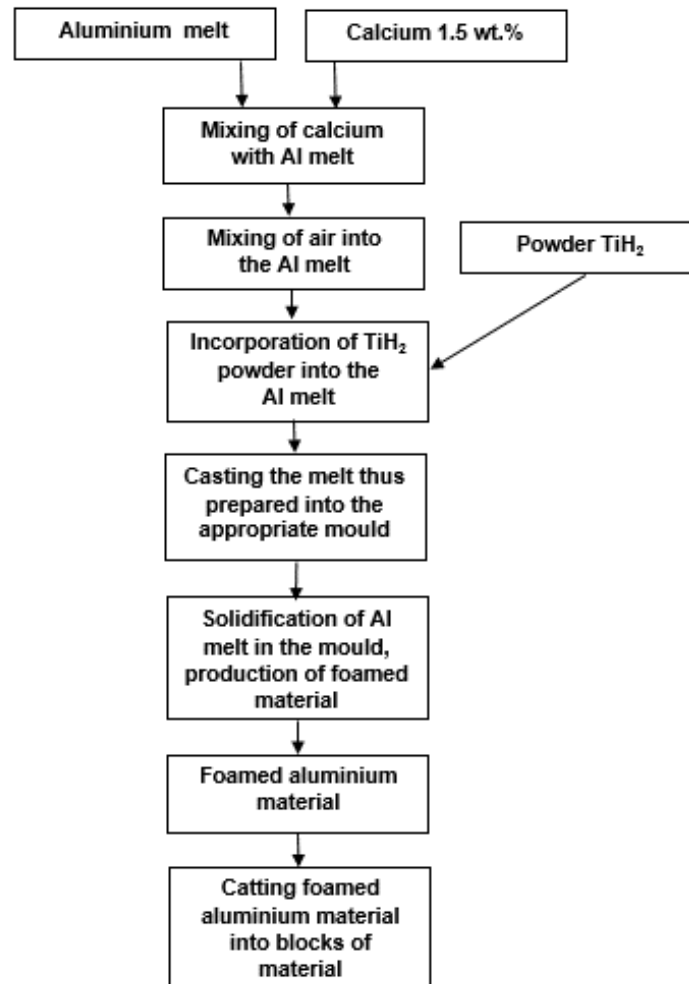 Aluminium melt
Calcium 1.5 wt.%
Mixing of calcium
with Al melt
Mixing of air into
the Al melt
Powder TiH₂
Incorporation of TiH₂
powder into the
Al melt
Casting the melt thus
prepared into the
appropriate mould
Solidification of Al
melt in the mould,
production of foamed
material
Foamed aluminium
material
Catting foamed
aluminium material
into blocks of
material